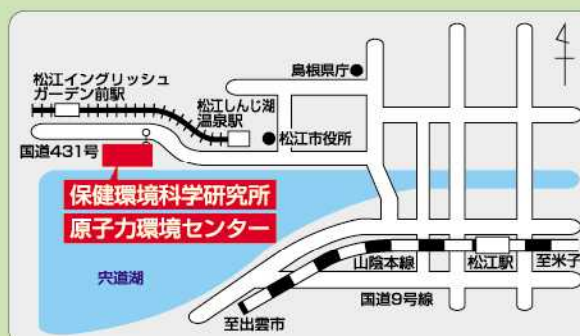 島根県庁
松江イングリッシュ
ガーデン前駅
松江しんじ湖
温泉駅
松江市役所
国道431号
保健環境科学研究所
原子力環境センター
宍道湖
山陰本線
松江駅
至米子
国道9号線
至出雲市